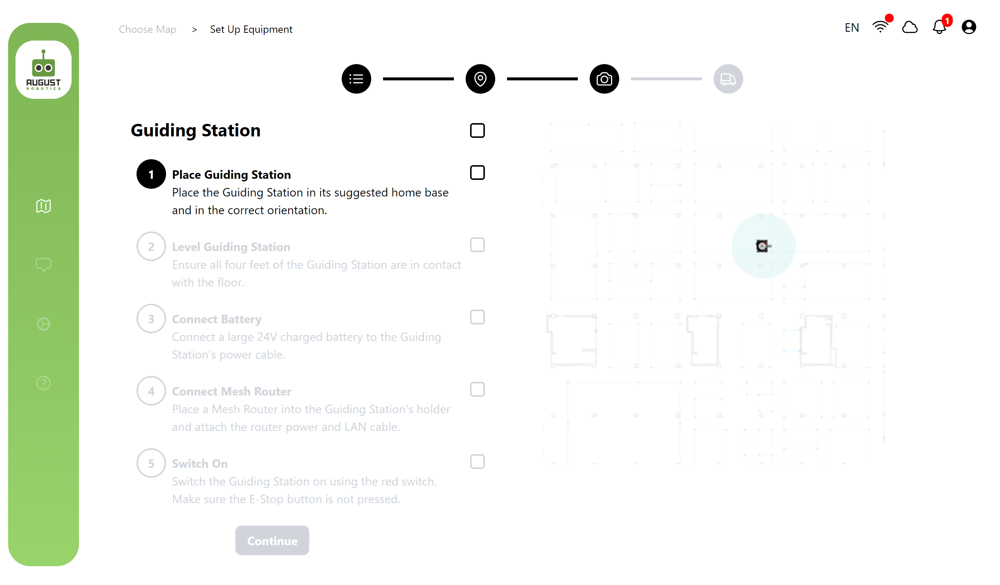 Choose Map > Set Up Equipment
EN
1
AUGUST
ROBOTICS
Guiding Station
1
Place Guiding Station
Place the Guiding Station in its suggested home base
and in the correct orientation.
2
Level Guiding Station
Ensure all four feet of the Guiding Station are in contact
with the floor.
3
Connect Battery
Connect a large 24V charged battery to the Guiding
Station's power cable.
4
Connect Mesh Router
Place a Mesh Router into the Guiding Station's holder
and attach the router power and LAN cable.
5
Switch On
Switch the Guiding Station on using the red switch.
Make sure the E-Stop button is not pressed.
Continue